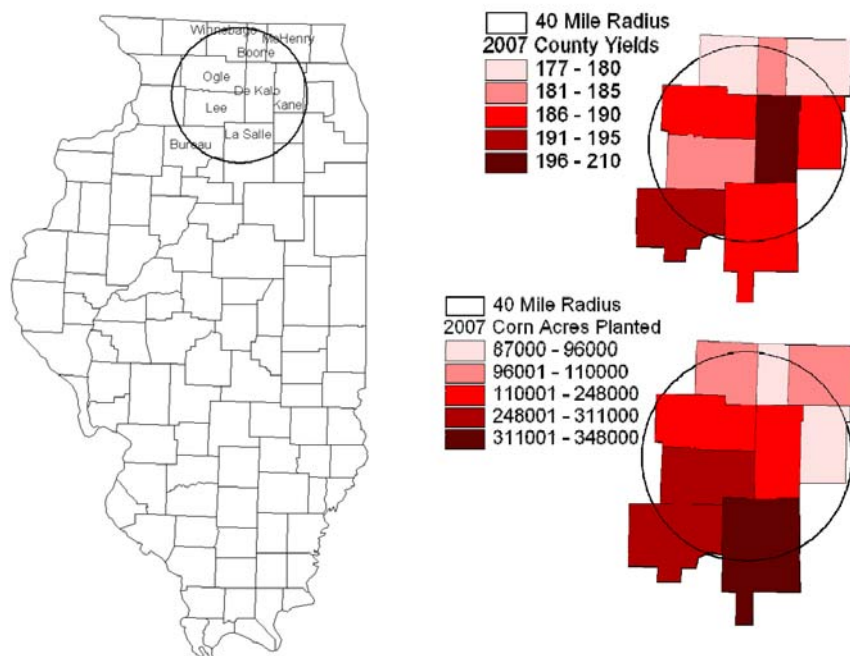 Winnebago
McHenry
Boone
Ogle
De Kalb
Lee
Kane
La Salle
Bureau
40 Mile Radius
2007 County Yields
177 - 180
181 - 185
186 - 190
191 - 195
196 - 210
40 Mile Radius
2007 Corn Acres Planted
87000 - 96000
96001 - 110000
110001 - 248000
248001 - 311000
311001 - 348000